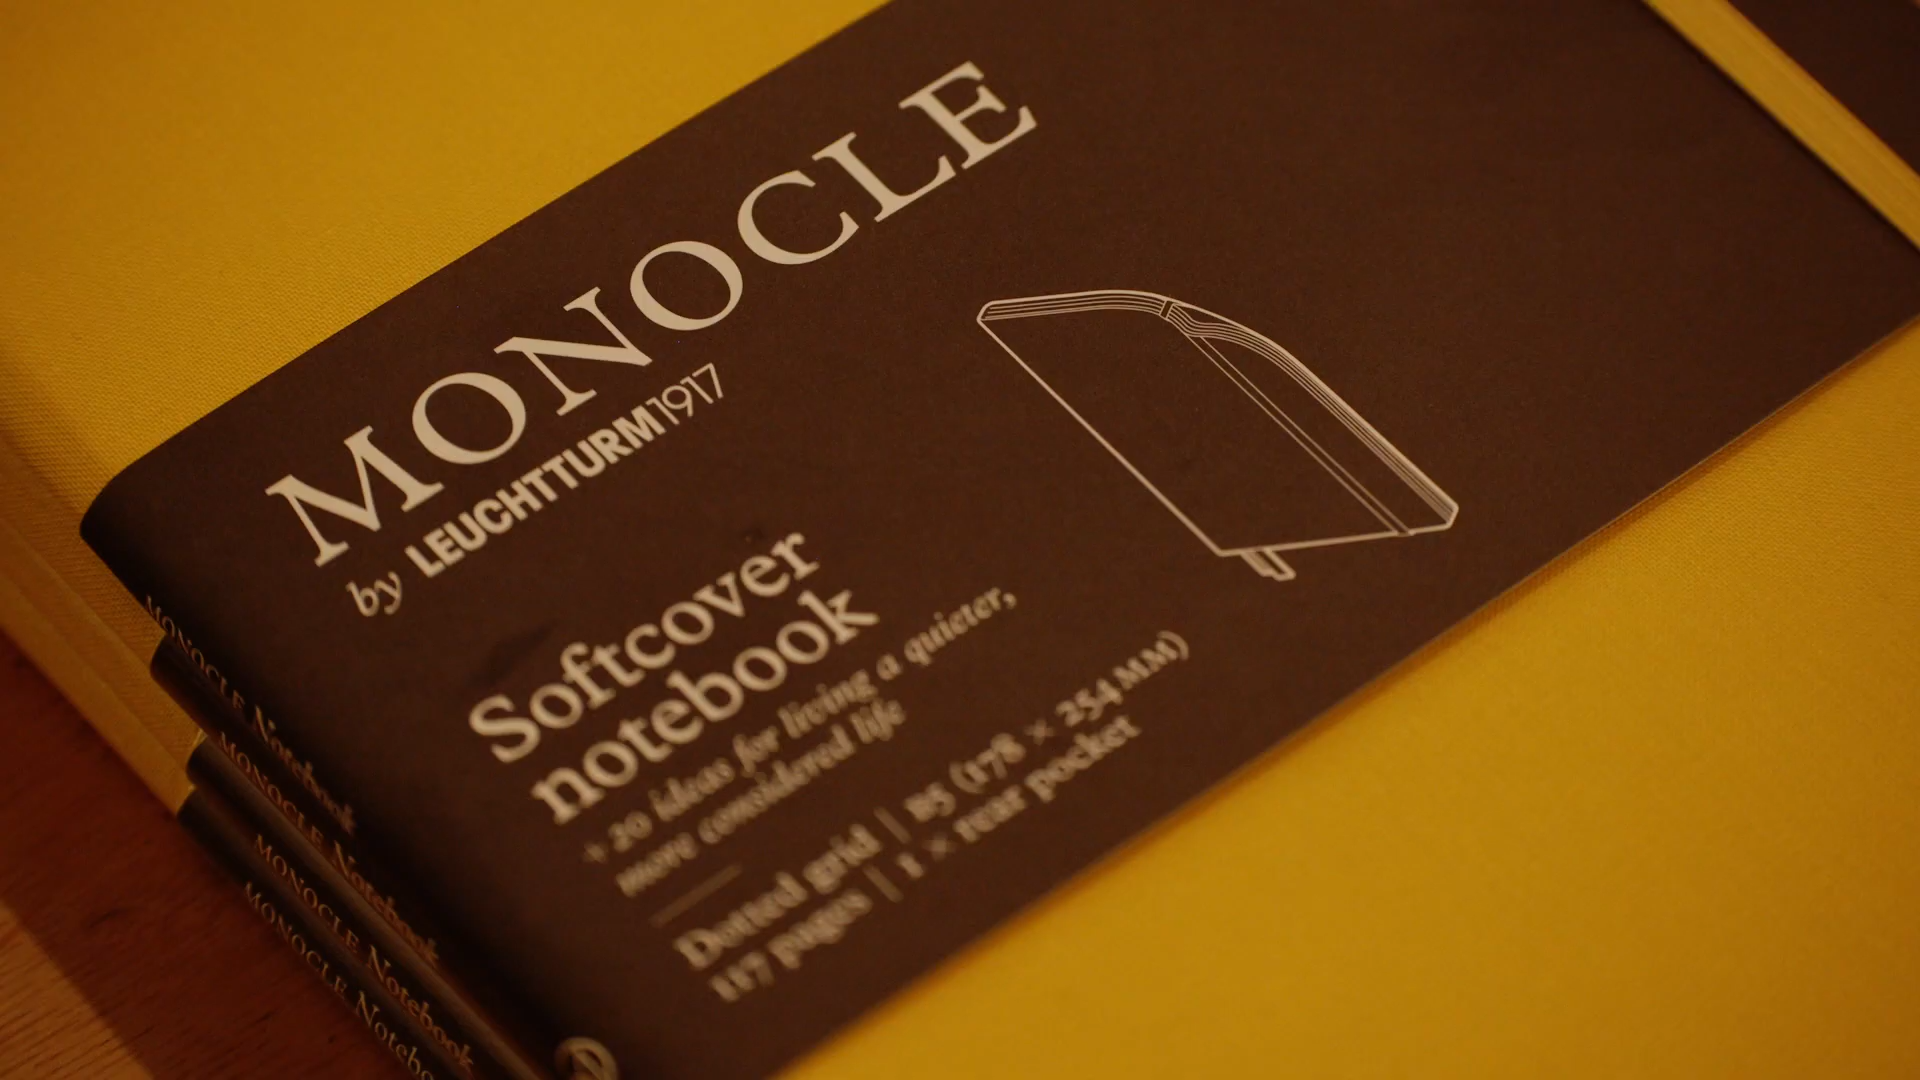 MONOCLE
by LEUCHTTURM1917
Softcover
notebook
+ 20 ideas for living a quieter,
more considered life
Dotted grid | B5 (178 × 254 MM)
117 pages | 1 × rear pocket
MONOCLE Notebook
MONOCLE Notebook
MONOCLE Notebook
MONOCLE Notebo